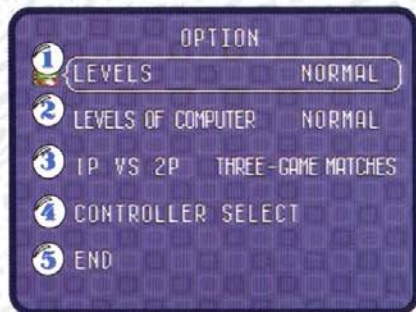 OPTION
1 LEVELS NORMAL
2 LEVELS OF COMPUTER NORMAL
3 1P VS 2P THREE-GAME MATCHES
4 CONTROLLER SELECT
5 END